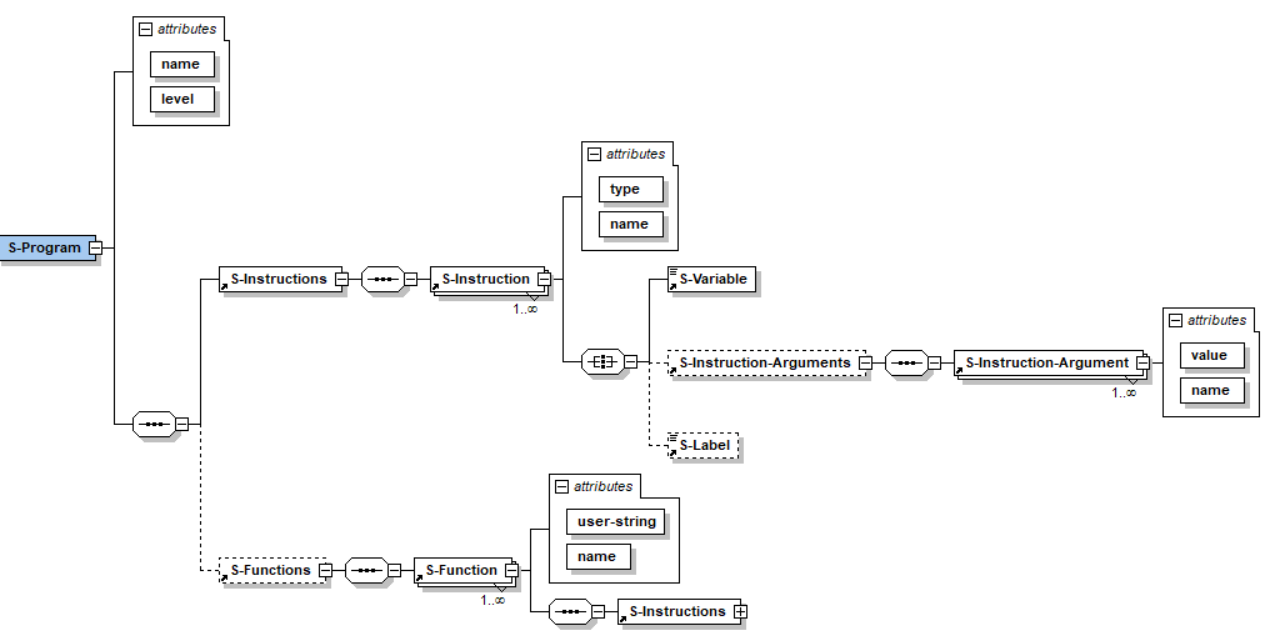 attributes
name
level
attributes
type
name
S-Program
S-Instructions
S-Instruction
1..∞
S-Variable
attributes
value
name
S-Instruction-Arguments
S-Instruction-Argument
1..∞
S-Label
attributes
user-string
name
S-Functions
S-Function
1..∞
S-Instructions